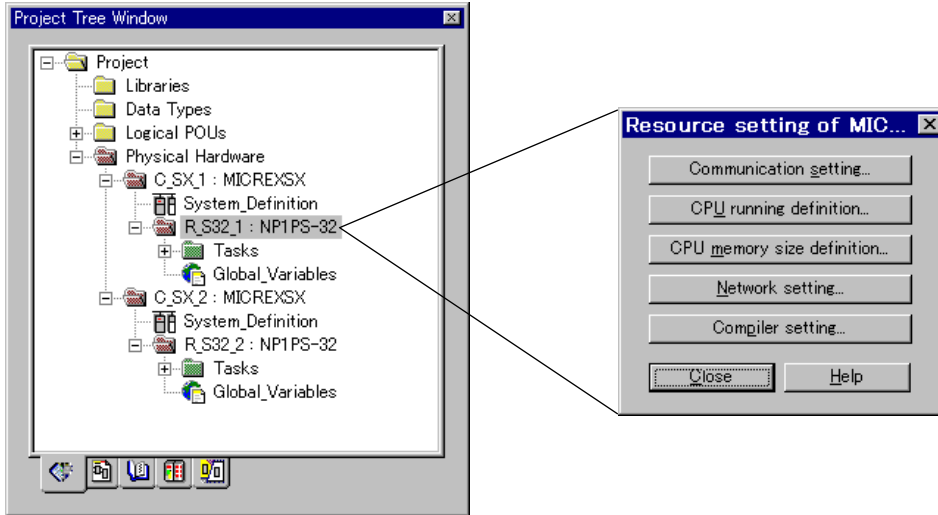 Project Tree Window
Project
Libraries
Data Types
Logical POUs
Physical Hardware
C_SX_1 : MICREXSX
System_Definition
R_S32_1 : NP1PS-32
Tasks
Global_Variables
C_SX_2 : MICREXSX
System_Definition
R_S32_2 : NP1PS-32
Tasks
Global_Variables
Resource setting of MIC...
Communication setting...
CPU running definition...
CPU memory size definition...
Network setting...
Compiler setting...
Close Help